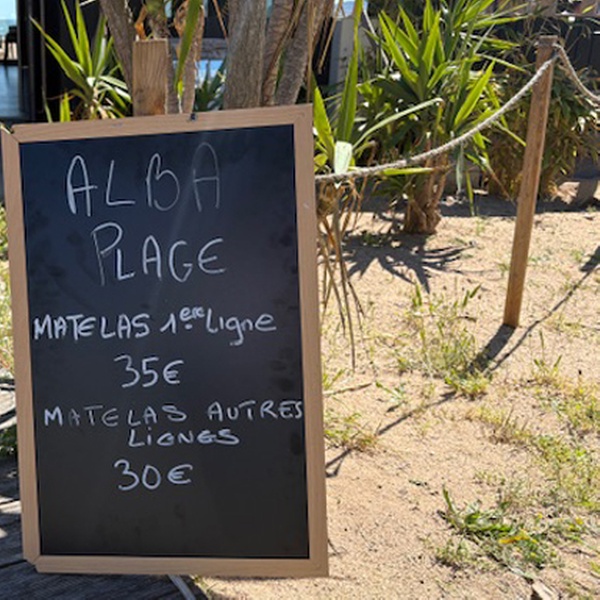 ALBA
PLAGE
MATELAS 1ère Ligne
35€
MATELAS AUTRES
LIGNES
30€